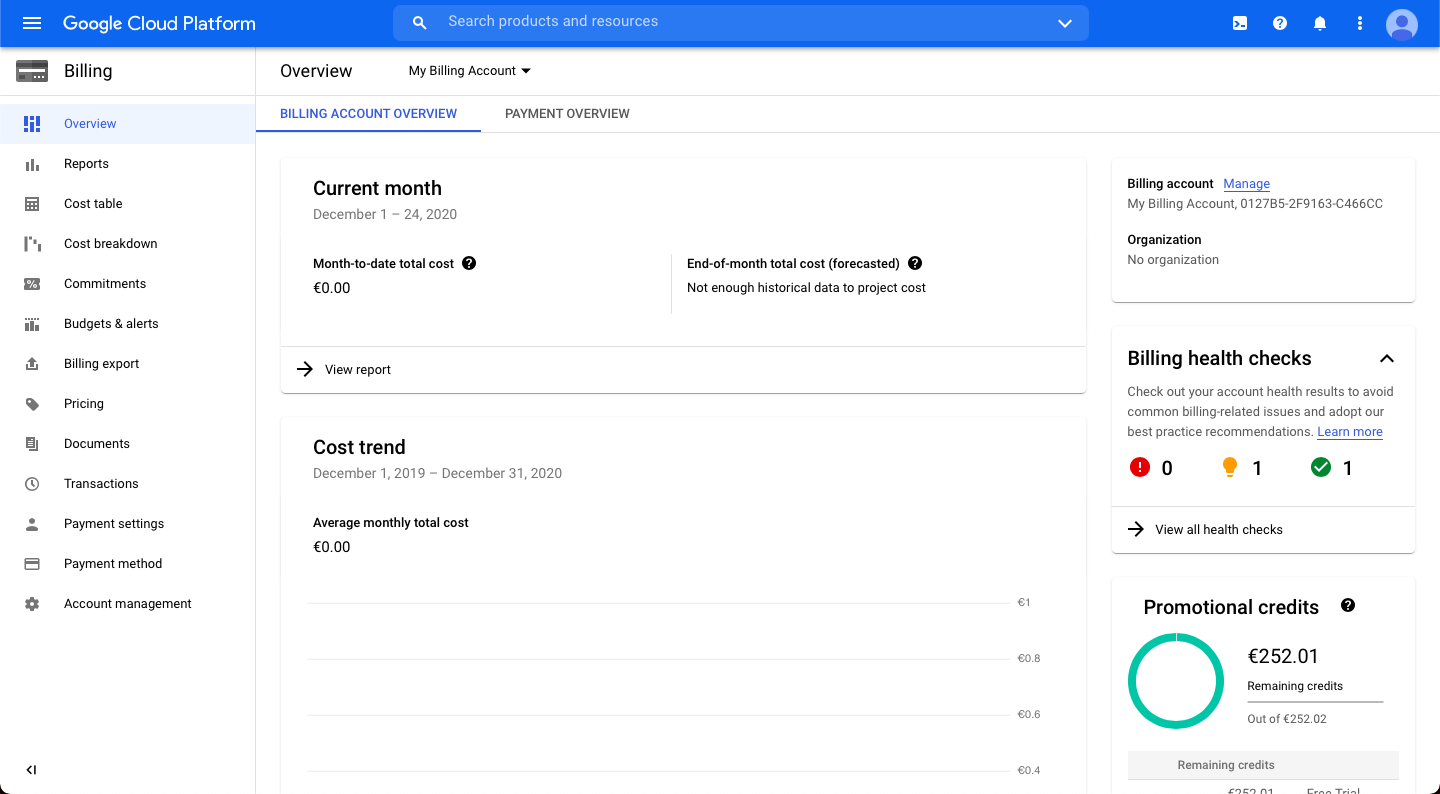 Google Cloud Platform
Search products and resources
Billing
Overview
Reports
Cost table
Cost breakdown
Commitments
Budgets & alerts
Billing export
Pricing
Documents
Transactions
Payment settings
Payment method
Account management
Overview
My Billing Account
BILLING ACCOUNT OVERVIEW
PAYMENT OVERVIEW
Current month
December 1 – 24, 2020
Month-to-date total cost
€0.00
End-of-month total cost (forecasted)
Not enough historical data to project cost
View report
Cost trend
December 1, 2019 – December 31, 2020
Average monthly total cost
€0.00
€1
€0.8
€0.6
€0.4
Billing account Manage
My Billing Account, 0127B5-2F9163-C466CC
Organization
No organization
Billing health checks
Check out your account health results to avoid
common billing-related issues and adopt our
best practice recommendations. Learn more
0 1 1
View all health checks
Promotional credits
€252.01
Remaining credits
Out of €252.02
Remaining credits
€252.01 Free Trial